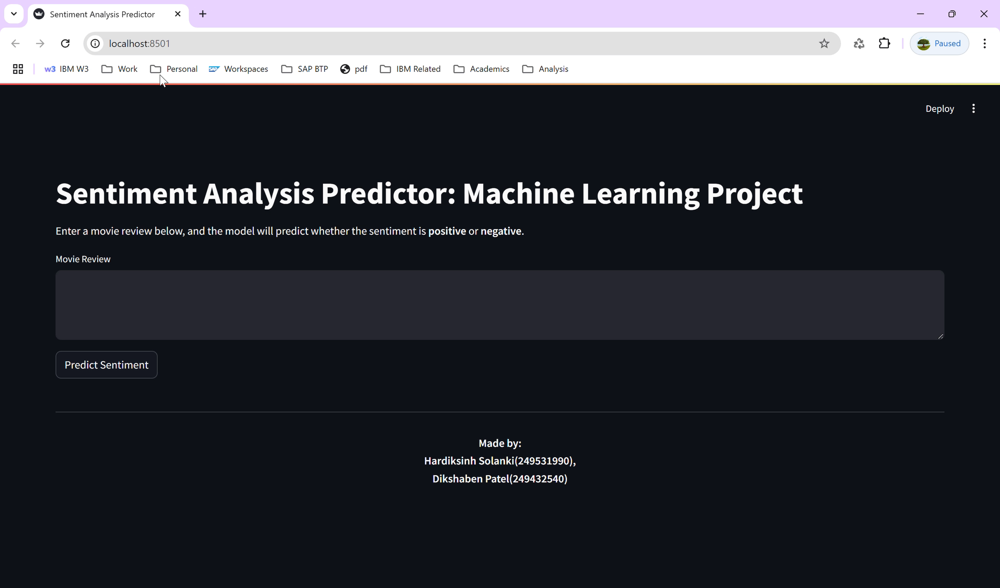 Sentiment Analysis Predictor
localhost:8501
Paused
w3 IBM W3 Work Personal SAP Workspaces SAP BTP pdf IBM Related Academics Analysis
Deploy
Sentiment Analysis Predictor: Machine Learning Project
Enter a movie review below, and the model will predict whether the sentiment is positive or negative.
Movie Review
Predict Sentiment
Made by:
Hardiksinh Solanki(249531990),
Dikshaben Patel(249432540)